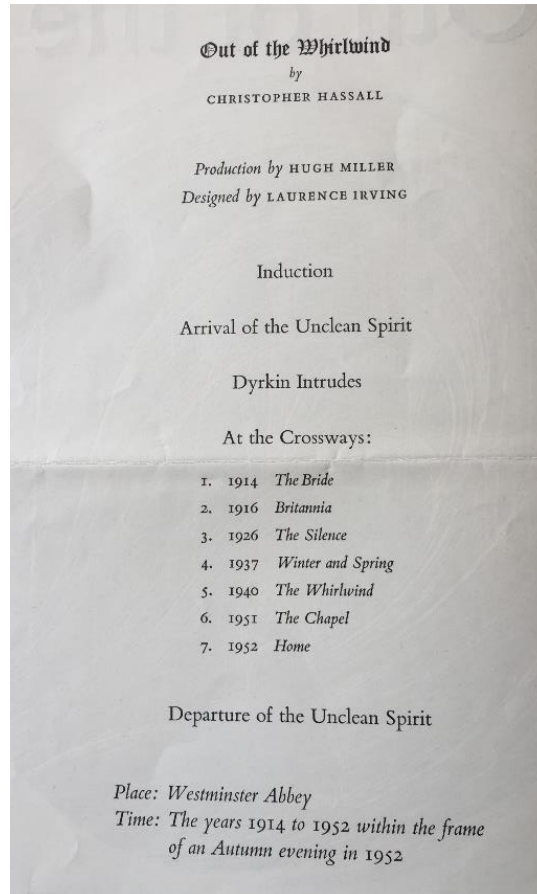 Out of the Whirlwind
by
CHRISTOPHER HASSALL
Production by HUGH MILLER
Designed by LAURENCE IRVING
Induction
Arrival of the Unclean Spirit
Dyrkin Intrudes
At the Crossways:
1. 1914 The Bride
2. 1916 Britannia
3. 1926 The Silence
4. 1937 Winter and Spring
5. 1940 The Whirlwind
6. 1951 The Chapel
7. 1952 Home
Departure of the Unclean Spirit
Place: Westminster Abbey
Time: The years 1914 to 1952 within the frame
of an Autumn evening in 1952